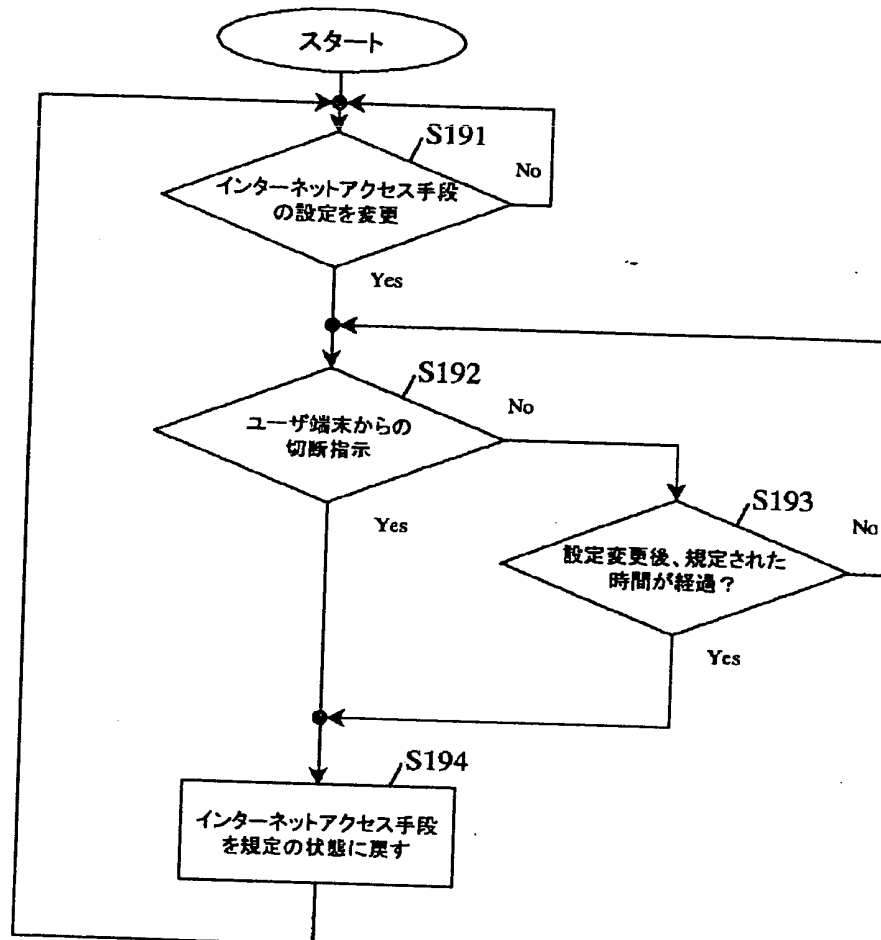 スタート
S191
インターネットアクセス手段
の設定を変更
No
Yes
S192
ユーザ端末からの
切断指示
No
Yes
S193
設定変更後、規定された
時間が経過？
No
Yes
S194
インターネットアクセス手段
を規定の状態に戻す